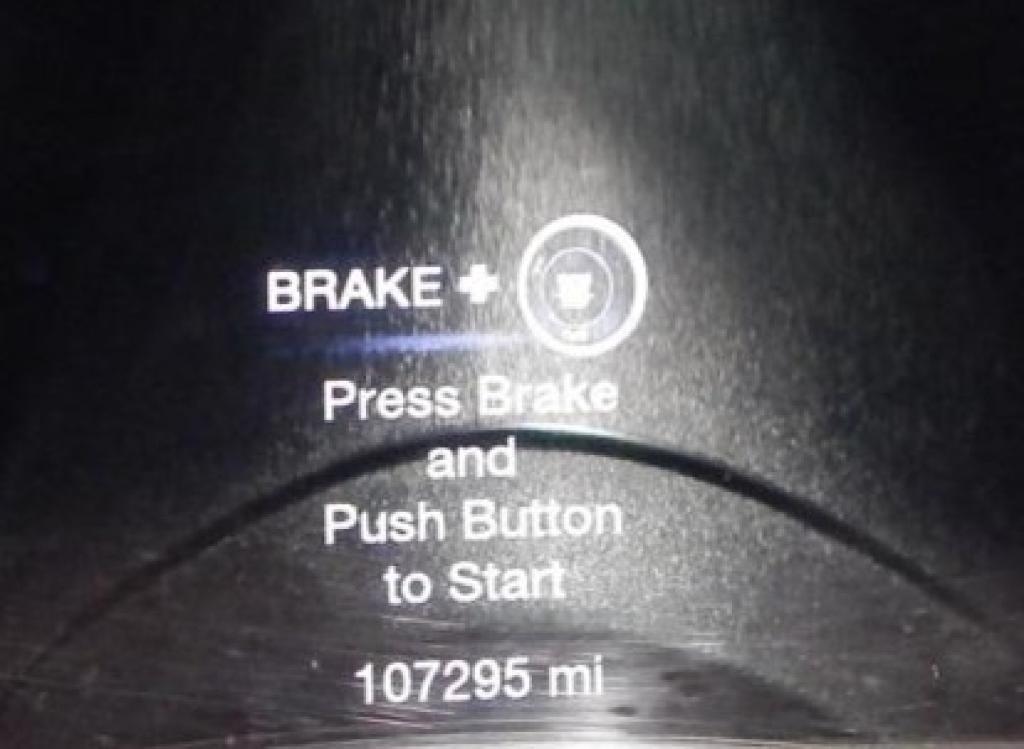 BRAKE +
Press Brake
and
Push Button
to Start
107295 mi